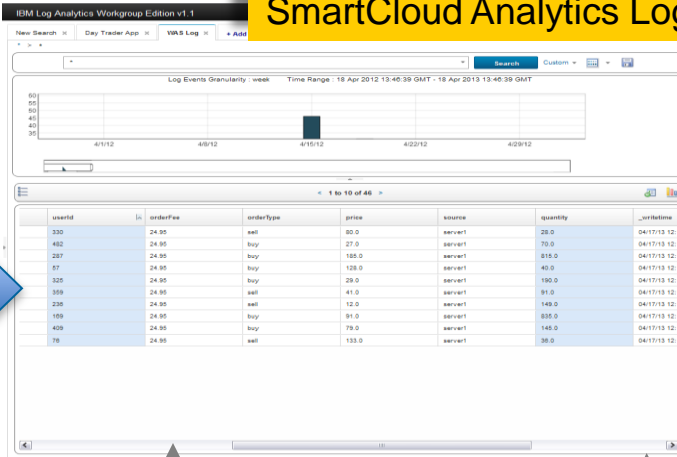 IBM Log Analytics Workgroup Edition v1.1
SmartCloud Analytics Log
New Search × Day Trader App × WAS Log × + Add
* > *
* Search Custom
Log Events Granularity : week Time Range : 18 Apr 2012 13:46:39 GMT - 18 Apr 2013 13:46:39 GMT
60
55
50
45
40
35
4/1/12 4/8/12 4/15/12 4/22/12 4/29/12
< 1 to 10 of 46 >
userId orderFee orderType price source quantity _writetime
330 24.95 sell 80.0 server1 28.0 04/17/13 12:
482 24.95 buy 27.0 server1 70.0 04/17/13 12:
287 24.95 buy 185.0 server1 815.0 04/17/13 12:
57 24.95 buy 128.0 server1 40.0 04/17/13 12:
325 24.95 buy 29.0 server1 190.0 04/17/13 12:
359 24.95 sell 41.0 server1 91.0 04/17/13 12:
236 24.95 sell 12.0 server1 149.0 04/17/13 12:
169 24.95 buy 91.0 server1 835.0 04/17/13 12:
409 24.95 buy 79.0 server1 145.0 04/17/13 12:
78 24.95 sell 133.0 server1 36.0 04/17/13 12: